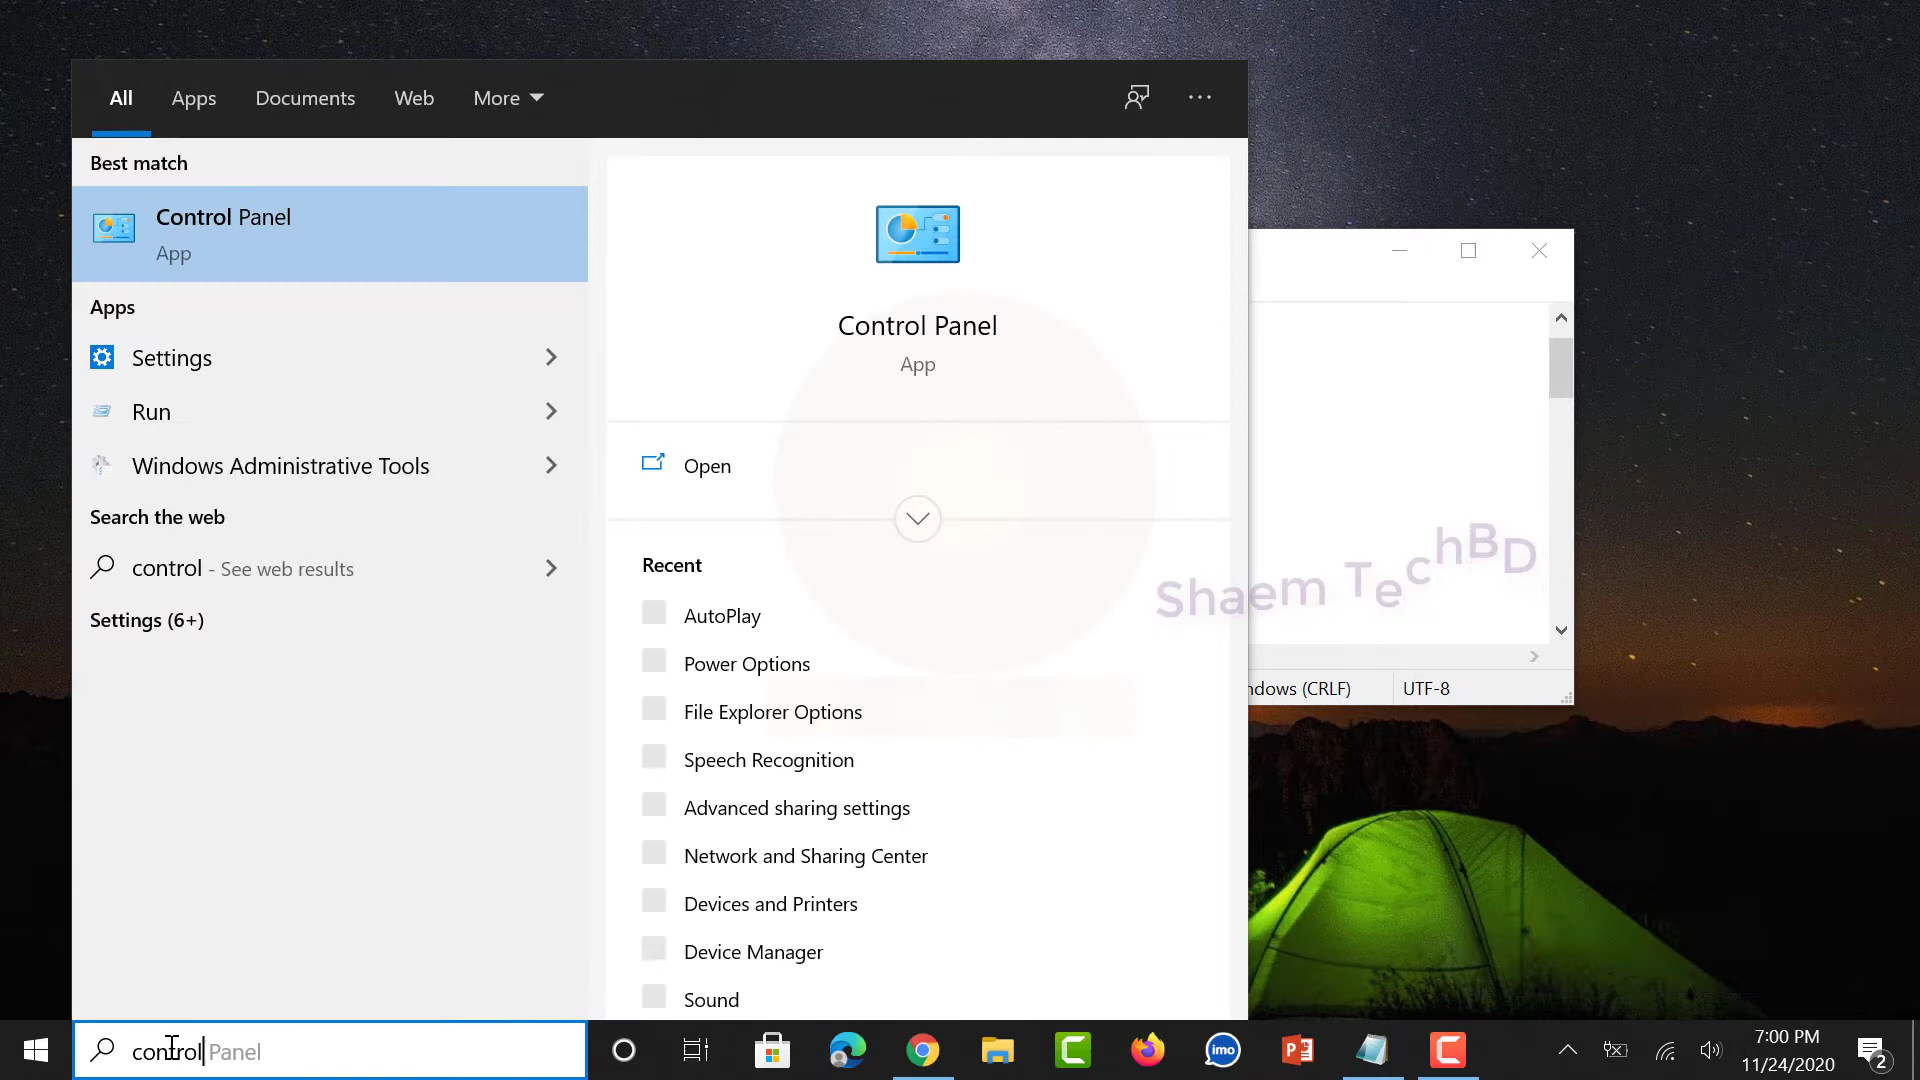 All Apps Documents Web More
Best match
Control Panel
App
Apps
Settings
Run
Windows Administrative Tools
Search the web
control - See web results
Settings (6+)
Control Panel
App
Open
Recent
AutoPlay
Power Options
File Explorer Options
Speech Recognition
Advanced sharing settings
Network and Sharing Center
Devices and Printers
Device Manager
Sound
Shaem TechBD
ndows (CRLF) UTF-8
control Panel
imo
7:00 PM
11/24/2020
2